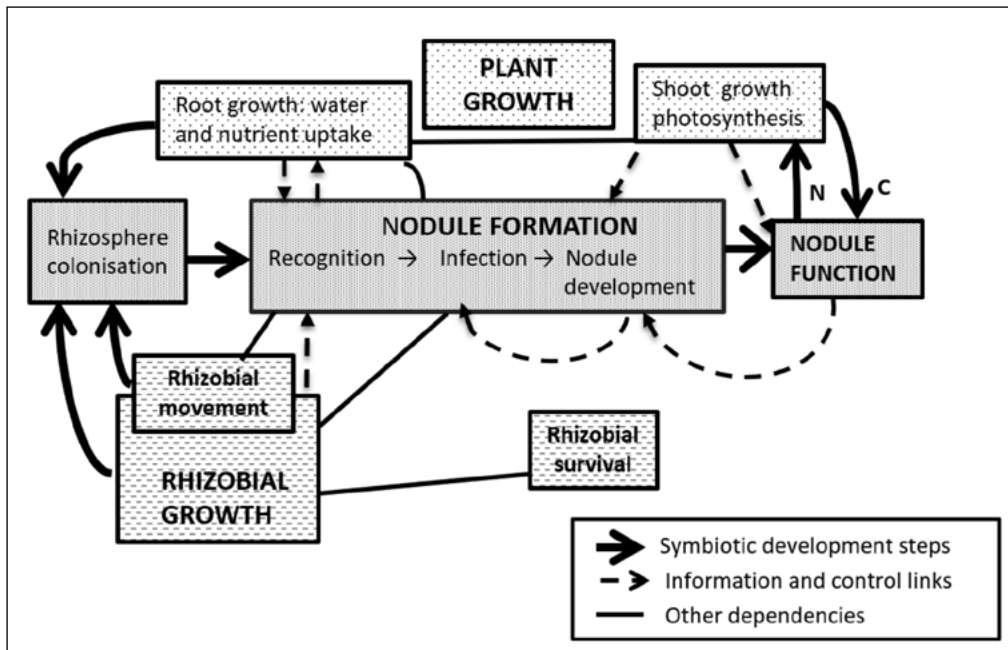 PLANT
GROWTH
Root growth: water
and nutrient uptake
Shoot growth
photosynthesis
N
C
Rhizosphere
colonisation
NODULE FORMATION
Recognition → Infection → Nodule
development
NODULE
FUNCTION
Rhizobial
movement
RHIZOBIAL
GROWTH
Rhizobial
survival
Symbiotic development steps
Information and control links
Other dependencies